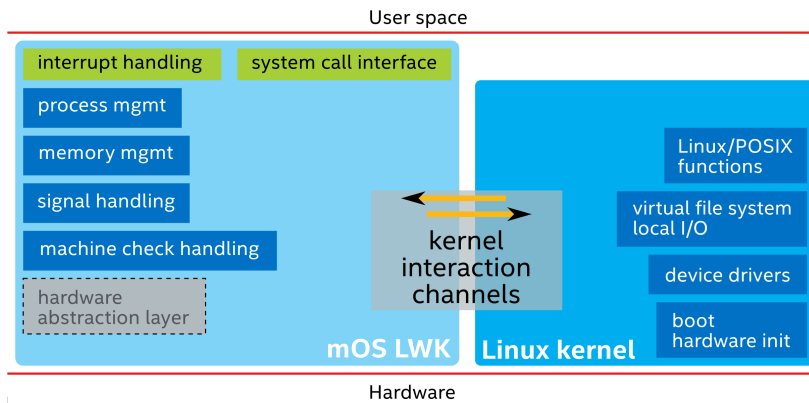 User space
interrupt handling
system call interface
process mgmt
memory mgmt
signal handling
machine check handling
hardware
abstraction layer
mOS LWK
kernel
interaction
channels
Linux/POSIX
functions
virtual file system
local I/O
device drivers
boot
hardware init
Linux kernel
Hardware